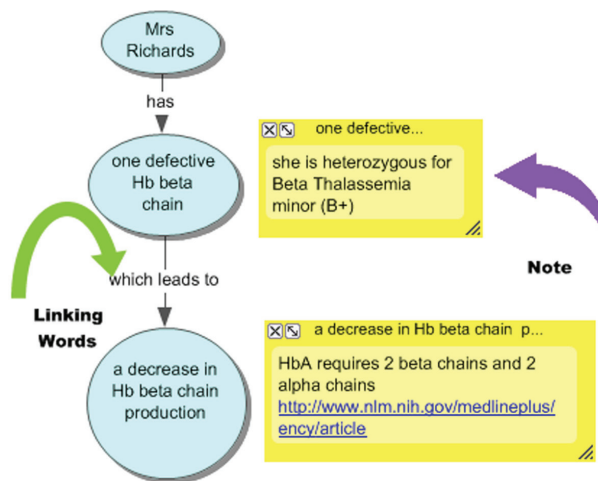 Mrs
Richards
has
one defective
Hb beta
chain
one defective...
she is heterozygous for
Beta Thalassemia
minor (B+)
Note
which leads to
Linking
Words
a decrease in
Hb beta chain
production
a decrease in Hb beta chain p...
HbA requires 2 beta chains and 2
alpha chains
http://www.nlm.nih.gov/medlineplus/
ency/article